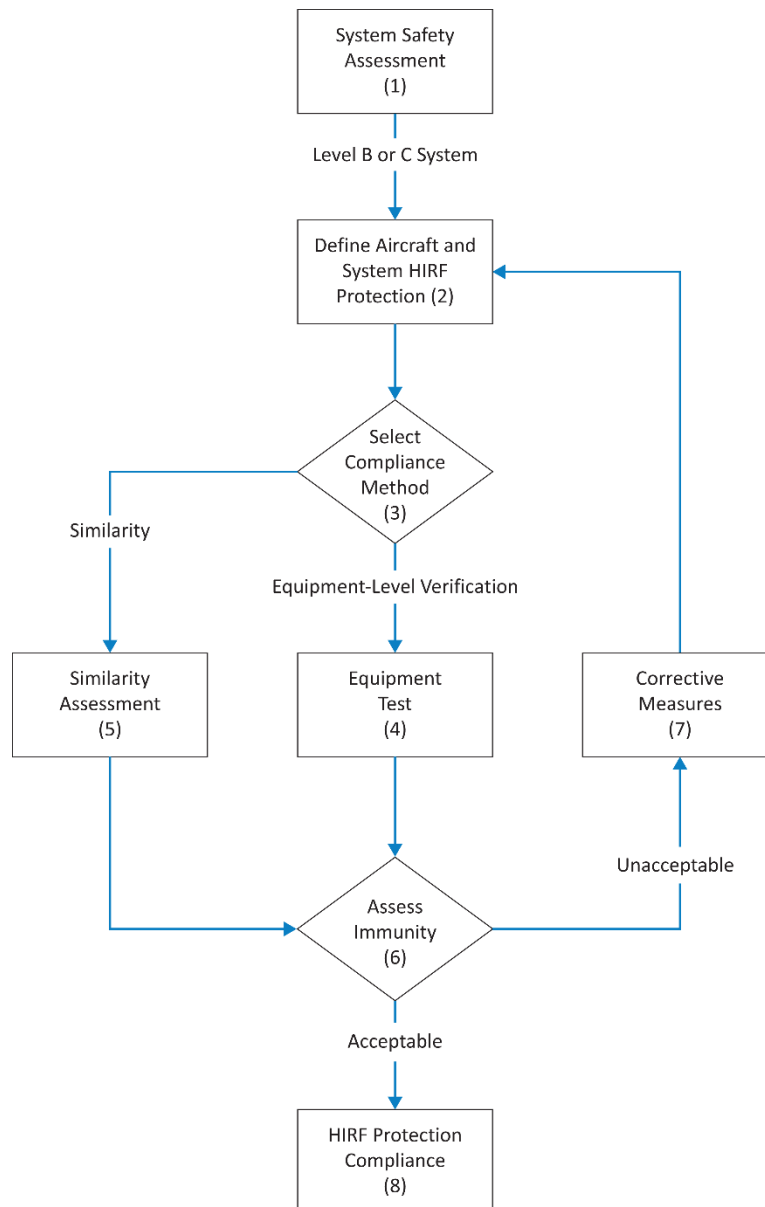 System Safety
Assessment
(1)
Level B or C System
Define Aircraft and
System HIRF
Protection (2)
Select
Compliance
Method
(3)
Similarity
Equipment-Level Verification
Similarity
Assessment
(5)
Equipment
Test
(4)
Corrective
Measures
(7)
Unacceptable
Assess
Immunity
(6)
Acceptable
HIRF Protection
Compliance
(8)